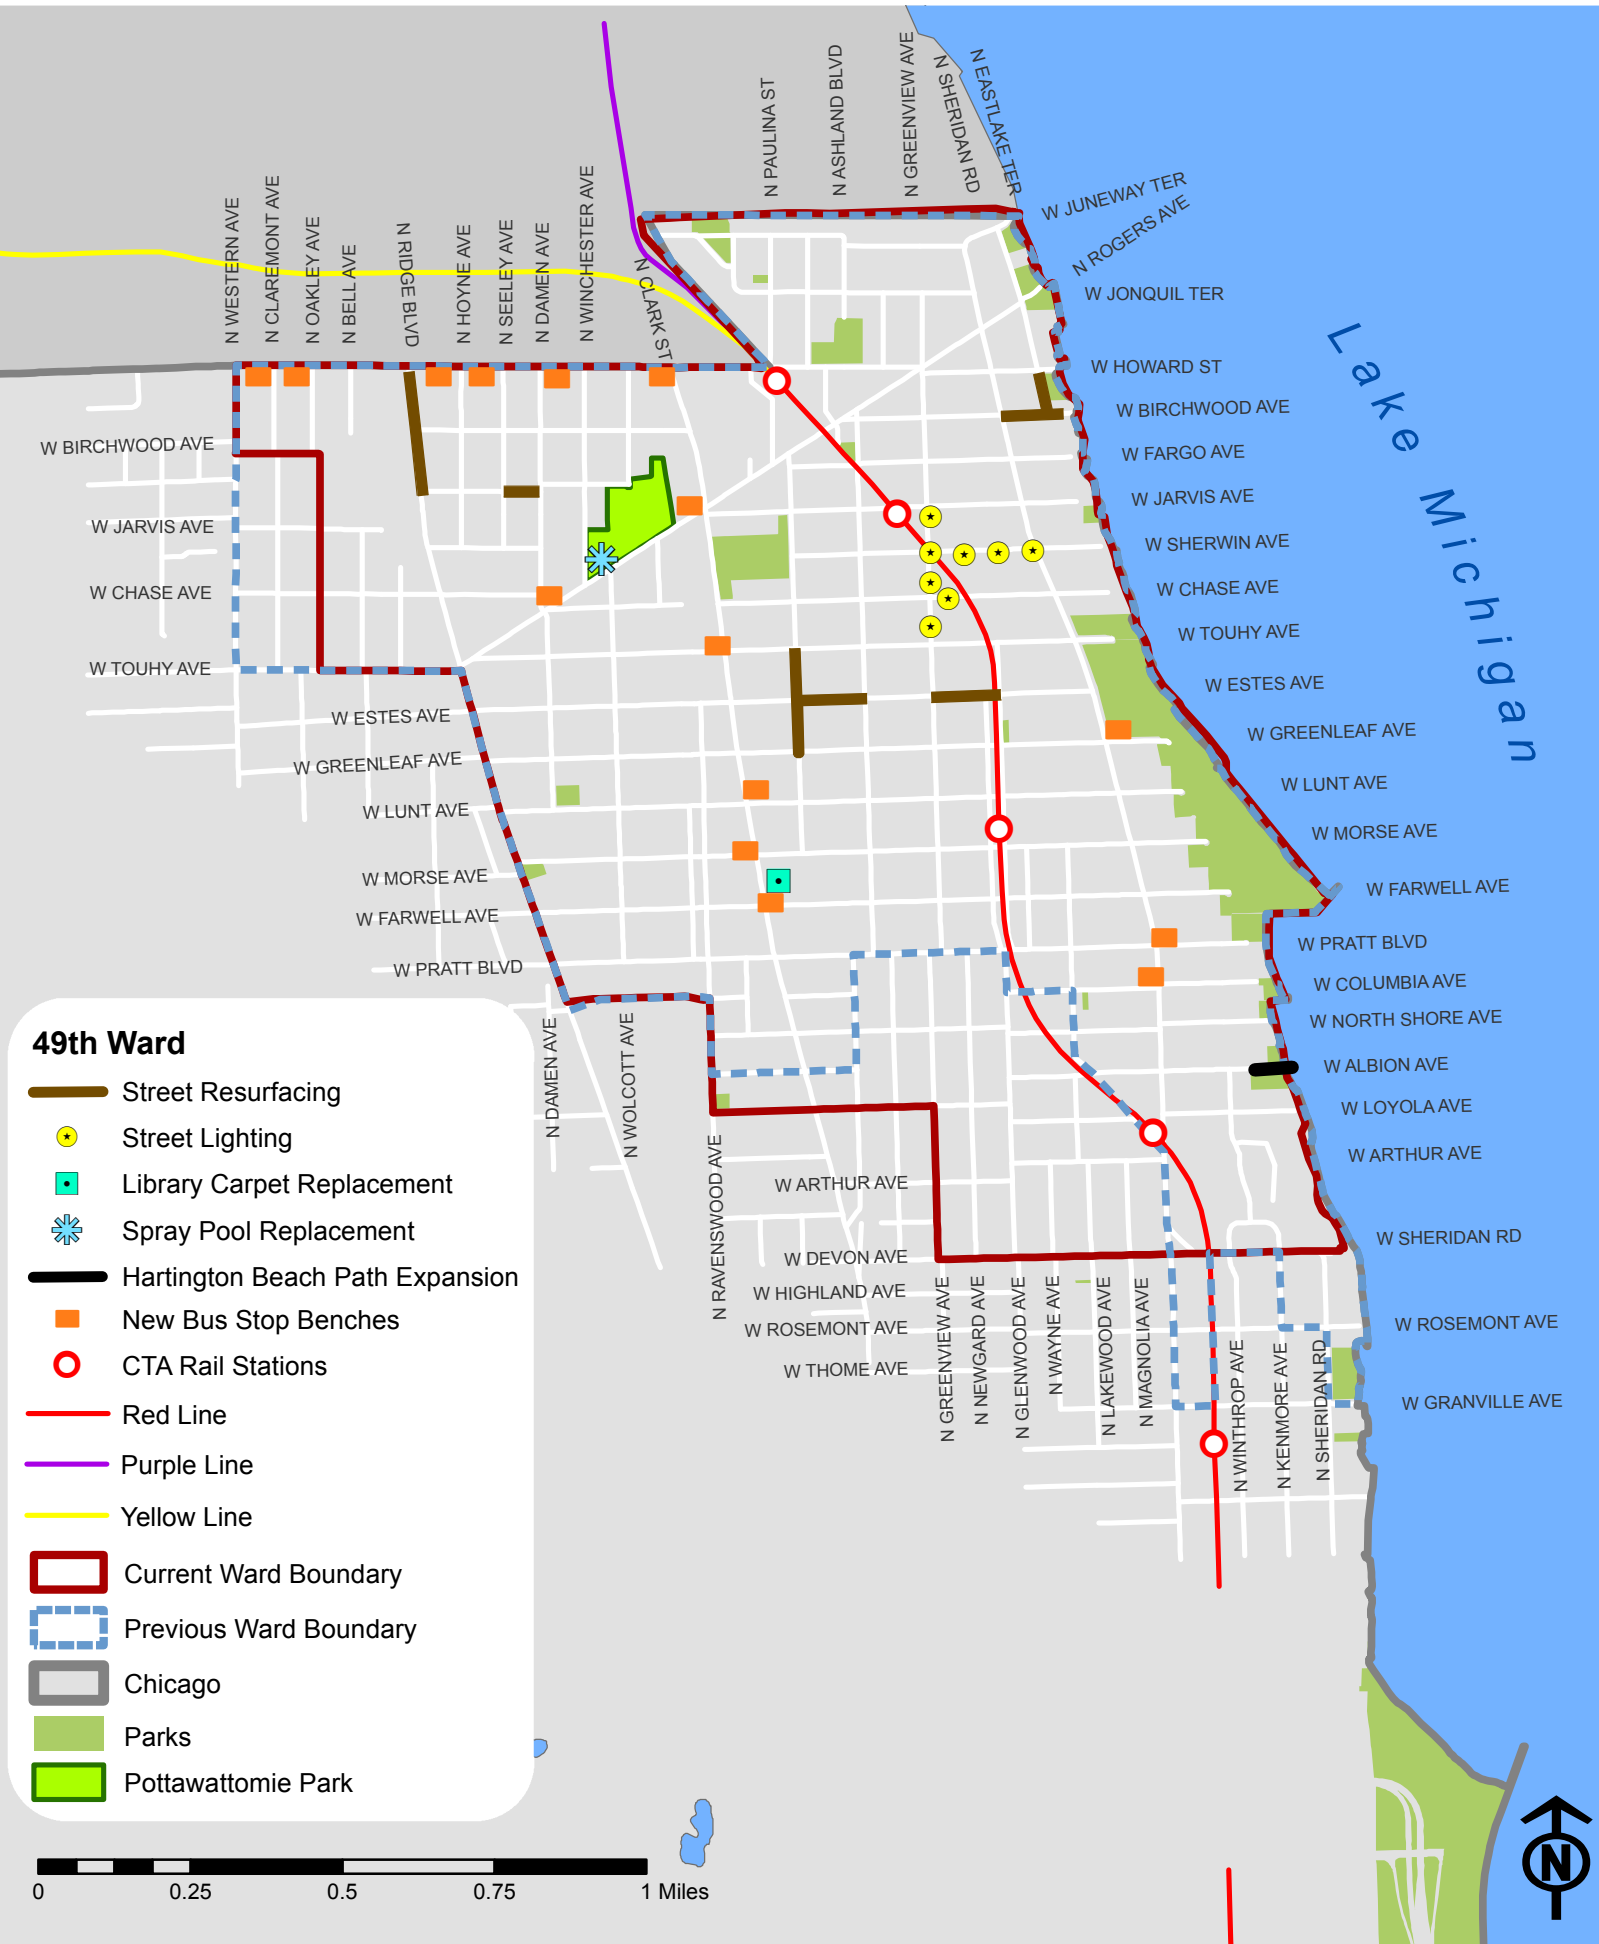 N PAULINA ST
N ASHLAND BLVD
N GREENVIEW AVE
N SHERIDAN RD
N EASTLAKE TER
N WESTERN AVE
N CLAREMONT AVE
N OAKLEY AVE
N BELL AVE
N RIDGE BLVD
N HOYNE AVE
N SEELEY AVE
N DAMEN AVE
N WINCHESTER AVE
N CLARK ST
W JUNEWAY TER
N ROGERS AVE
W JONQUIL TER
W HOWARD ST
W BIRCHWOOD AVE
W FARGO AVE
W JARVIS AVE
W SHERWIN AVE
W CHASE AVE
W TOUHY AVE
W ESTES AVE
W GREENLEAF AVE
W LUNT AVE
W MORSE AVE
W FARWELL AVE
W PRATT BLVD
W COLUMBIA AVE
W NORTH SHORE AVE
W ALBION AVE
W LOYOLA AVE
W ARTHUR AVE
W SHERIDAN RD
W ROSEMONT AVE
W GRANVILLE AVE
Lake Michigan
W BIRCHWOOD AVE
W JARVIS AVE
W CHASE AVE
W TOUHY AVE
W ESTES AVE
W GREENLEAF AVE
W LUNT AVE
W MORSE AVE
W FARWELL AVE
W PRATT BLVD
N DAMEN AVE
N WOLCOTT AVE
N RAVENSWOOD AVE
W ARTHUR AVE
W DEVON AVE
W HIGHLAND AVE
W ROSEMONT AVE
W THOME AVE
N GREENVIEW AVE
N NEWGARD AVE
N GLENWOOD AVE
N WAYNE AVE
N LAKEWOOD AVE
N MAGNOLIA AVE
N WINTHROP AVE
N KENMORE AVE
N SHERIDAN RD
49th Ward
Street Resurfacing
Street Lighting
Library Carpet Replacement
Spray Pool Replacement
Hartington Beach Path Expansion
New Bus Stop Benches
CTA Rail Stations
Red Line
Purple Line
Yellow Line
Current Ward Boundary
Previous Ward Boundary
Chicago
Parks
Pottawattomie Park
0 0.25 0.5 0.75 1 Miles
N